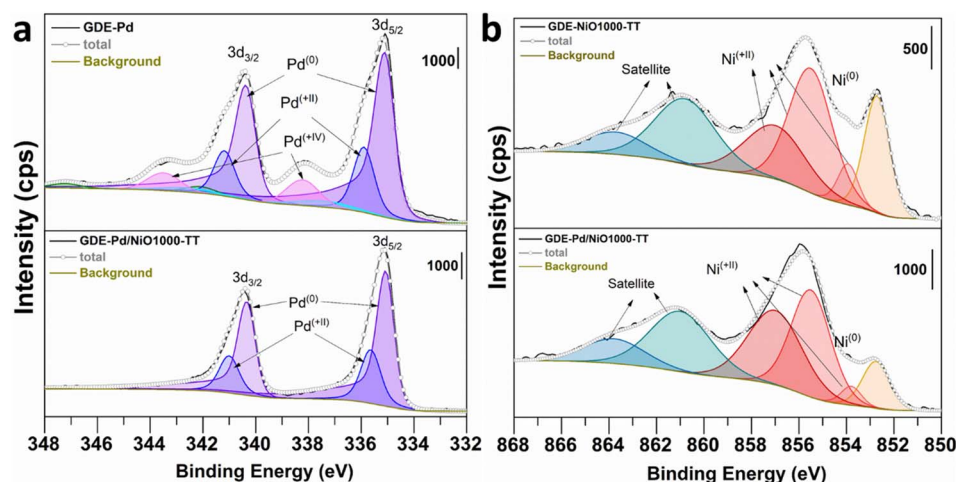 a
GDE-Pd
total
Background
3d3/2
3d5/2
1000
Pd(0)
Pd(+II)
Pd(+IV)
GDE-Pd/NiO1000-TT
total
Background
3d3/2
3d5/2
1000
Pd(0)
Pd(+II)
Intensity (cps)
348 346 344 342 340 338 336 334 332
Binding Energy (eV)
b
GDE-NiO1000-TT
total
Background
500
Satellite
Ni(+II)
Ni(0)
GDE-Pd/NiO1000-TT
total
Background
1000
Satellite
Ni(+II)
Ni(0)
Intensity (cps)
868 866 864 862 860 858 856 854 852 850
Binding Energy (eV)